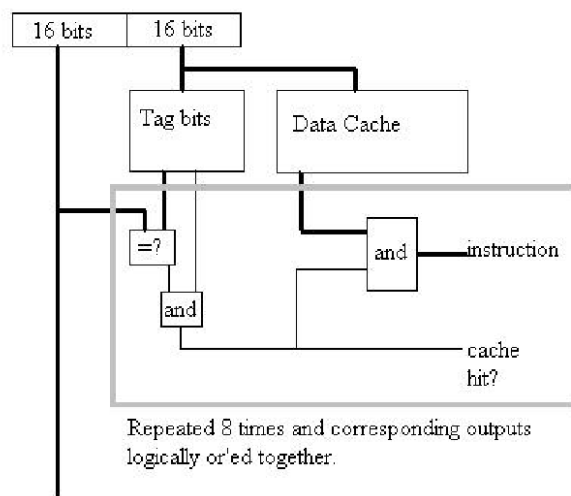 16 bits 16 bits
Tag bits
Data Cache
=?
and
instruction
and
cache
hit?
Repeated 8 times and corresponding outputs
logically or'ed together.